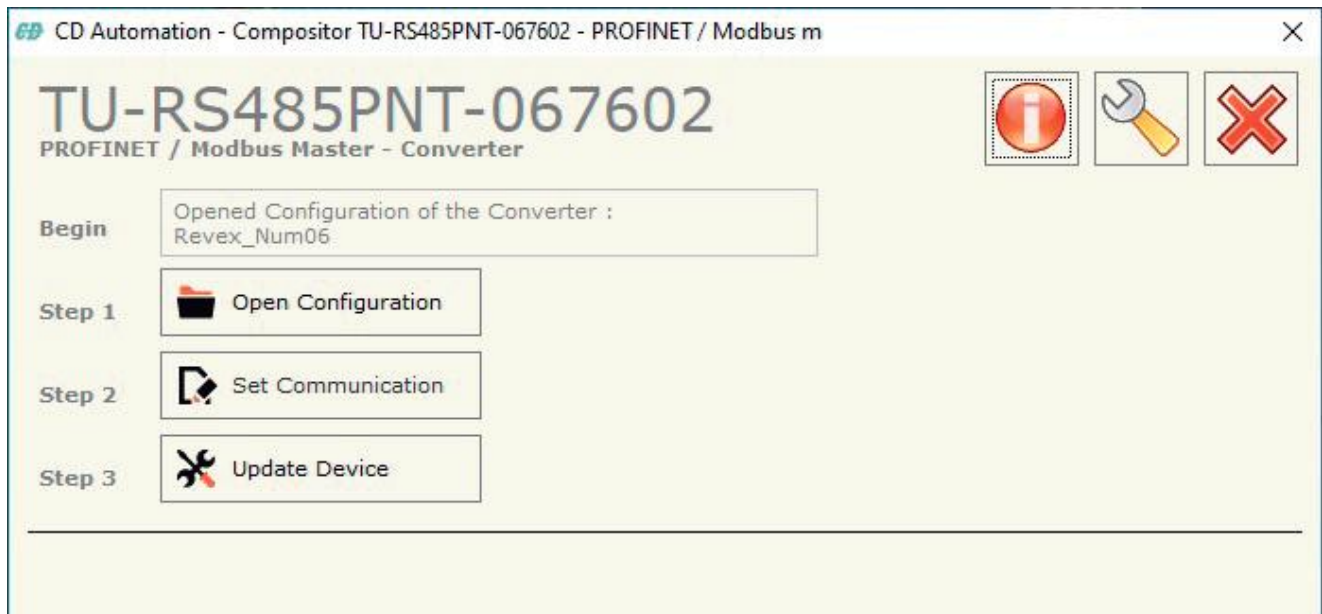 CD Automation - Compositor TU-RS485PNT-067602 - PROFINET / Modbus m
TU-RS485PNT-067602
PROFINET / Modbus Master - Converter
Begin
Opened Configuration of the Converter :
Revex_Num06
Step 1
Open Configuration
Step 2
Set Communication
Step 3
Update Device